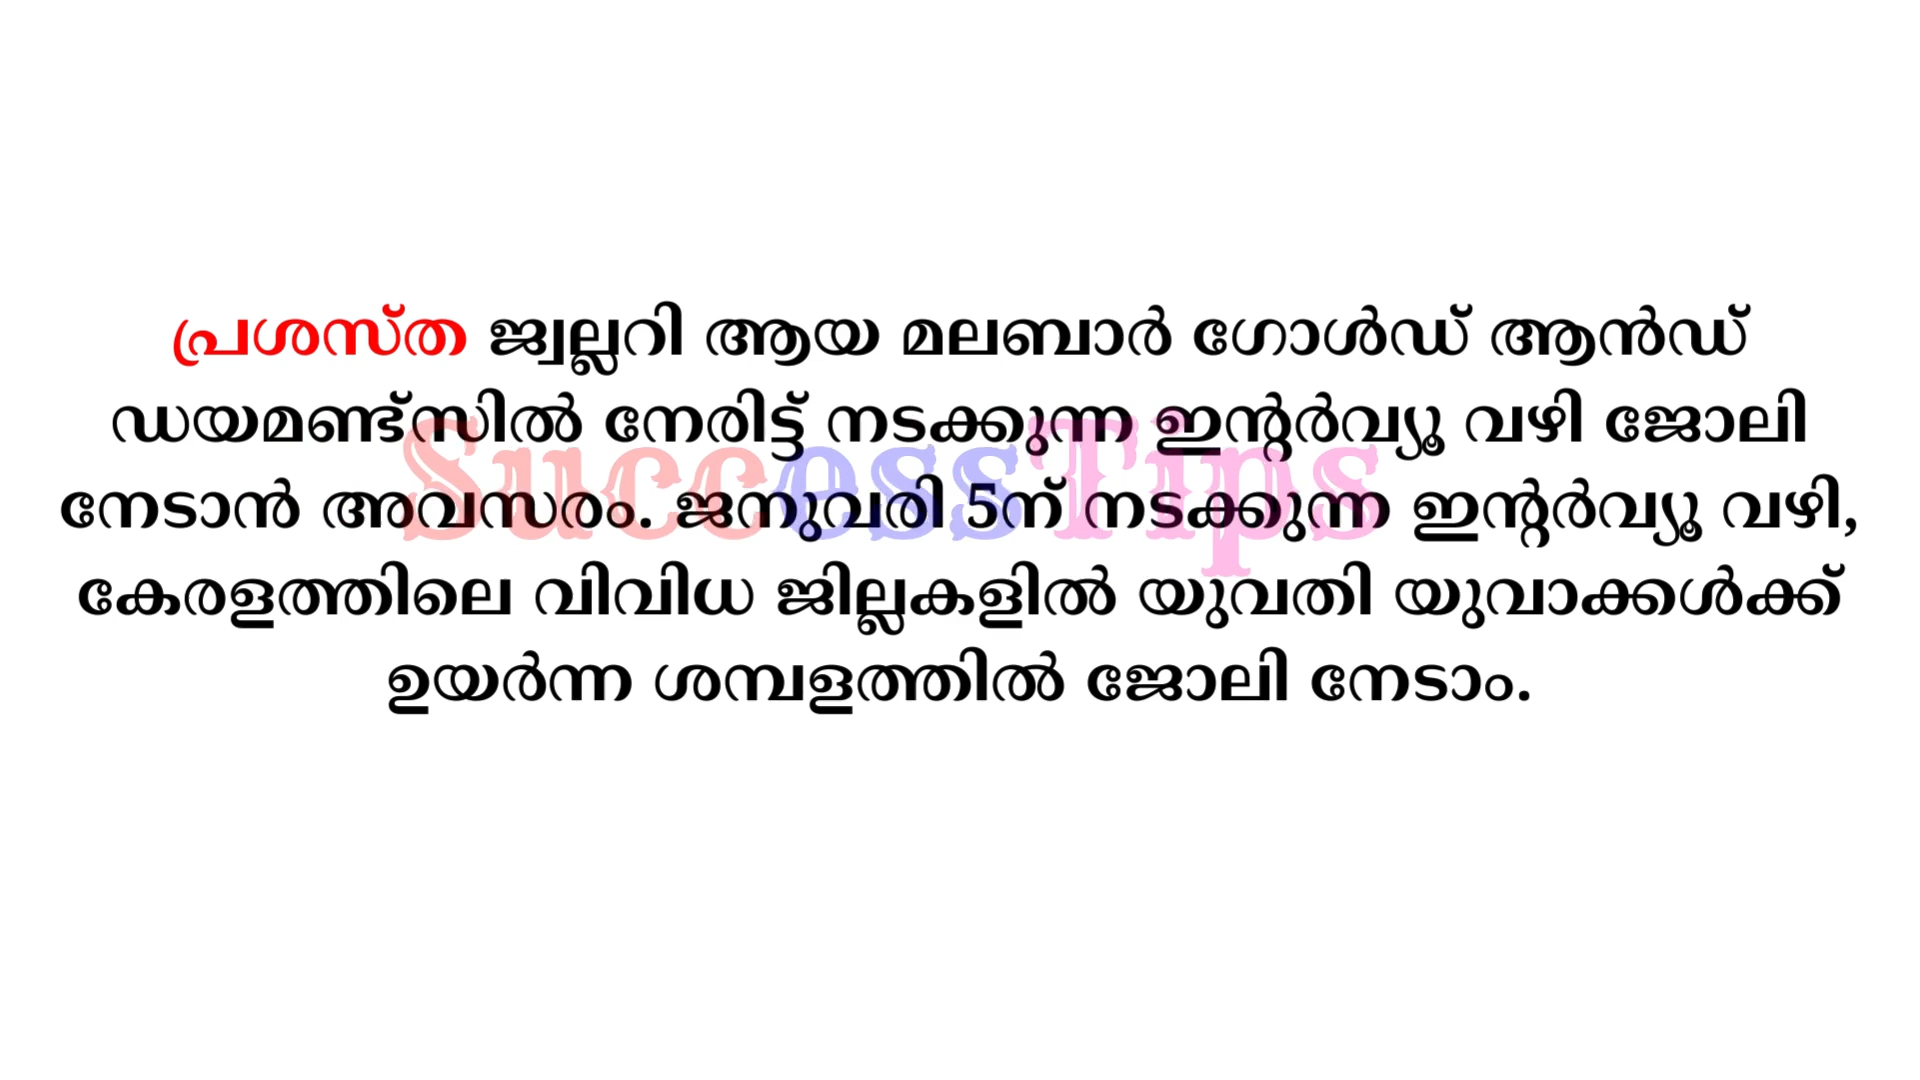 പ്രശസ്ത ജ്വല്ലറി ആയ മലബാർ ഗോൾഡ് ആൻഡ്
ഡയമണ്ട്സിൽ നേരിട്ട് നടക്കുന്ന ഇന്റർവ്യൂ വഴി ജോലി
നേടാൻ അവസരം. ജനുവരി 5ന് നടക്കുന്ന ഇന്റർവ്യൂ വഴി,
കേരളത്തിലെ വിവിധ ജില്ലകളിൽ യുവതി യുവാക്കൾക്ക്
ഉയർന്ന ശമ്പളത്തിൽ ജോലി നേടാം.
SuccessTips